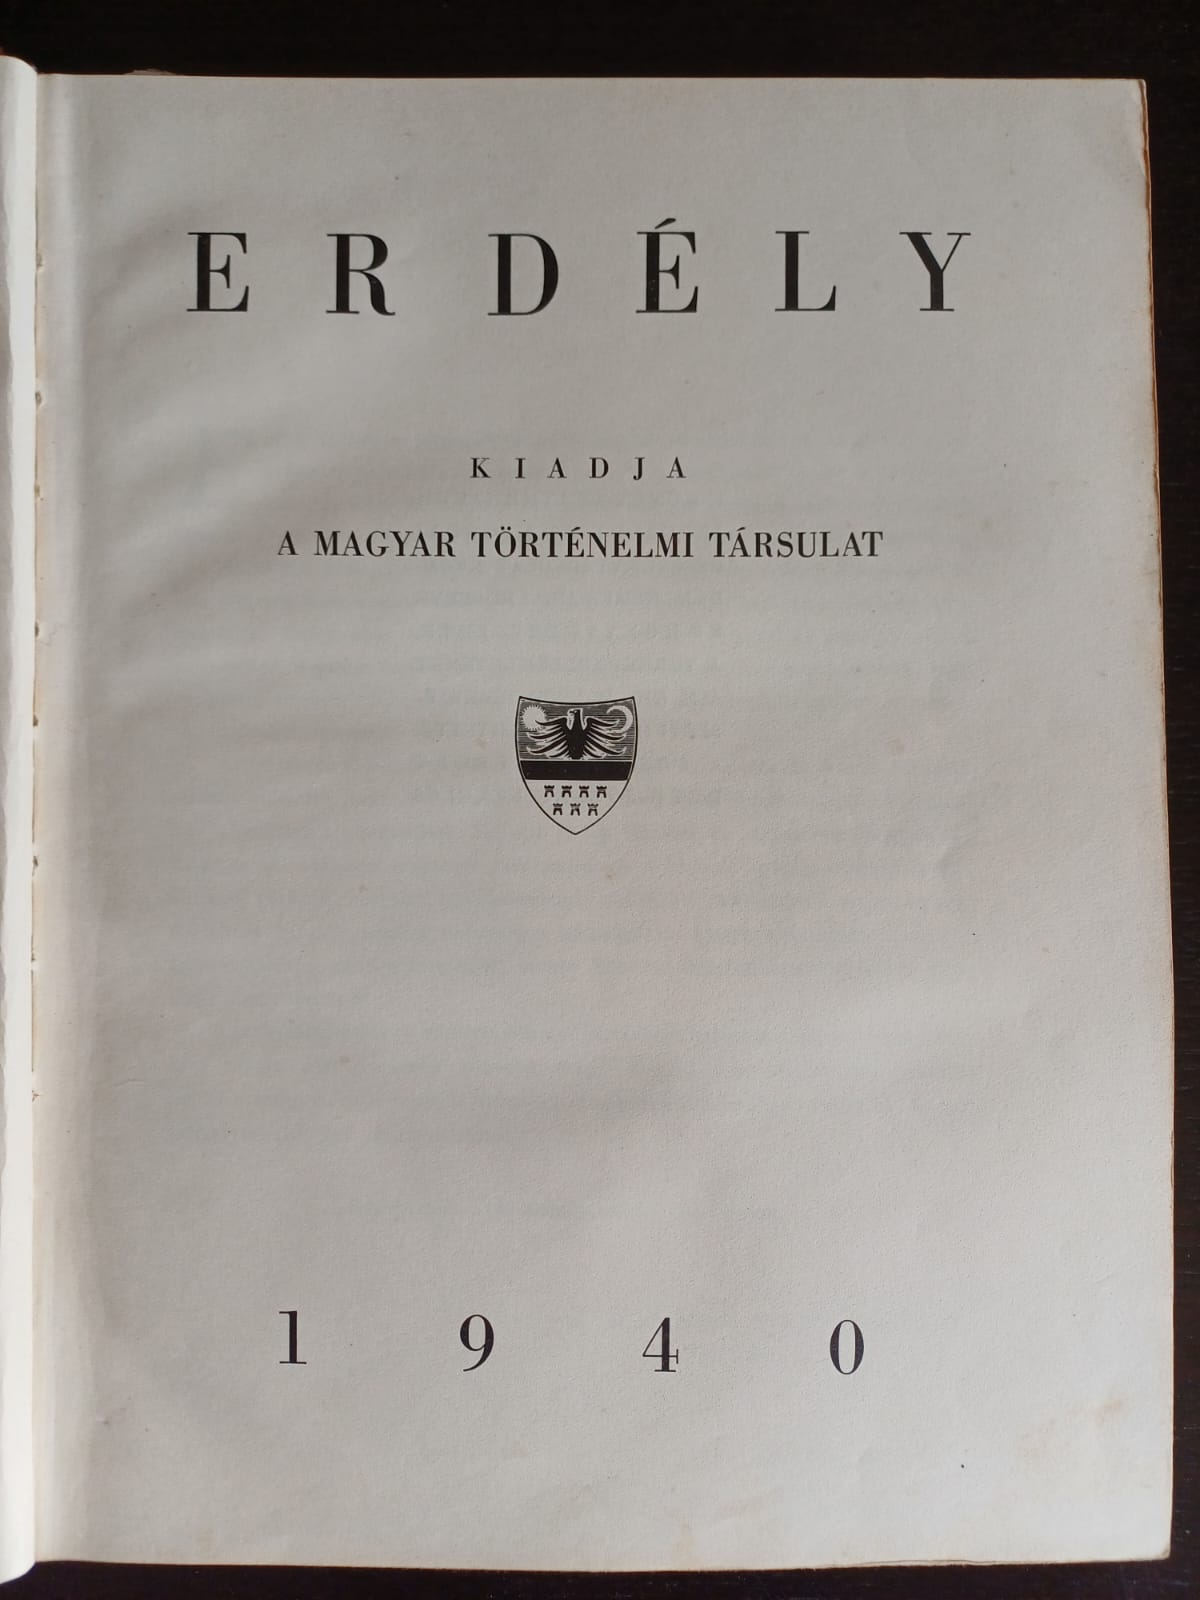 ERDÉLY
KIADJA
A MAGYAR TÖRTÉNELMI TÁRSULAT
1940